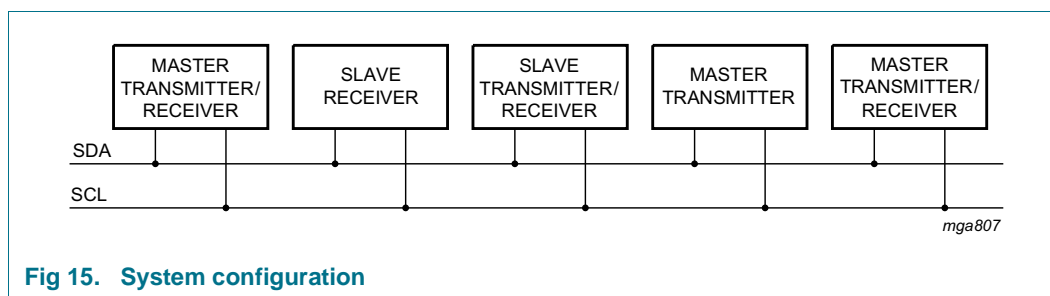 MASTER
TRANSMITTER/
RECEIVER
SLAVE
RECEIVER
SLAVE
TRANSMITTER/
RECEIVER
MASTER
TRANSMITTER
MASTER
TRANSMITTER/
RECEIVER
SDA
SCL
mga807
Fig 15. System configuration